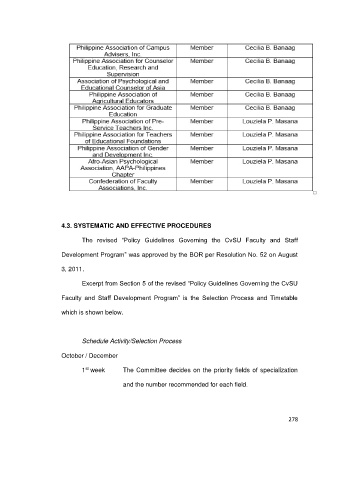 Philippine Association of Campus Member Cecilia B. Banaag
Advisers, Inc.
Philippine Association for Counselor Member Cecilia B. Banaag
Education, Research and
Supervision
Association of Psychological and Member Cecilia B. Banaag
Educational Counselor of Asia
Philippine Association of Member Cecilia B. Banaag
Agricultural Educators
Philippine Association for Graduate Member Cecilia B. Banaag
Education
Philippine Association of Pre- Member Louziela P. Masana
Service Teachers Inc.
Philippine Association for Teachers Member Louziela P. Masana
of Educational Foundations
Philippine Association of Gender Member Louziela P. Masana
and Development Inc.
Afro-Asian Psychological Member Louziela P. Masana
Association, AAPA-Philippines
Chapter
Confederation of Faculty Member Louziela P. Masana
Associations, Inc.
4.3. SYSTEMATIC AND EFFECTIVE PROCEDURES
The revised "Policy Guidelines Governing the CvSU Faculty and Staff
Development Program" was approved by the BOR per Resolution No. 52 on August
3, 2011.
Excerpt from Section 5 of the revised "Policy Guidelines Governing the CvSU
Faculty and Staff Development Program" is the Selection Process and Timetable
which is shown below.
Schedule Activity/Selection Process
October / December
1st week The Committee decides on the priority fields of specialization
and the number recommended for each field.
278